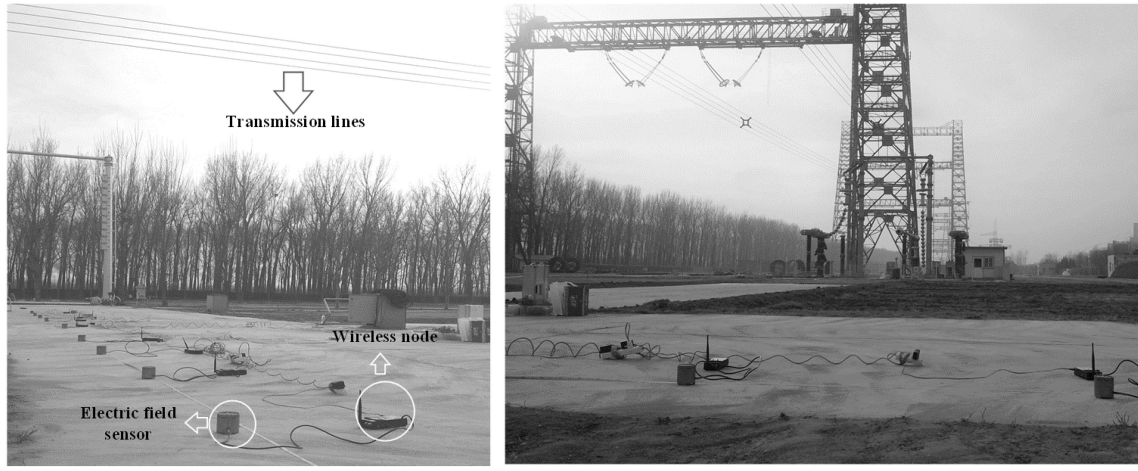 Transmission lines
Wireless node
Electric field
sensor